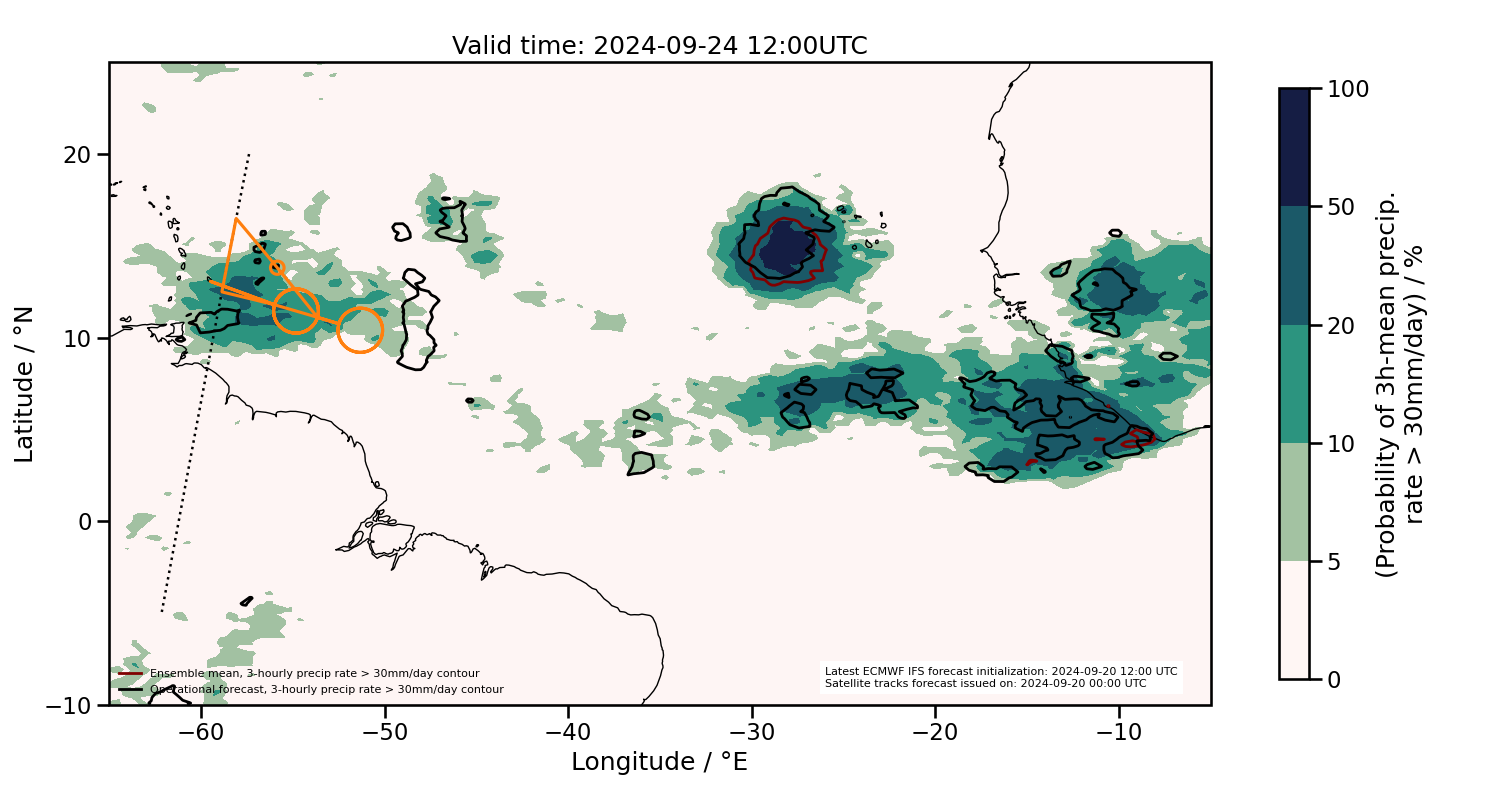 Valid time: 2024-09-24 12:00UTC
20
10
0
−10
Latitude / °N
−60
−50
−40
−30
−20
−10
Longitude / °E
Ensemble mean, 3-hourly precip rate > 30mm/day contour
Operational forecast, 3-hourly precip rate > 30mm/day contour
Latest ECMWF IFS forecast initialization: 2024-09-20 12:00 UTC
Satellite tracks forecast issued on: 2024-09-20 00:00 UTC
100
50
20
10
5
0
(Probability of 3h-mean precip.
rate > 30mm/day) / %